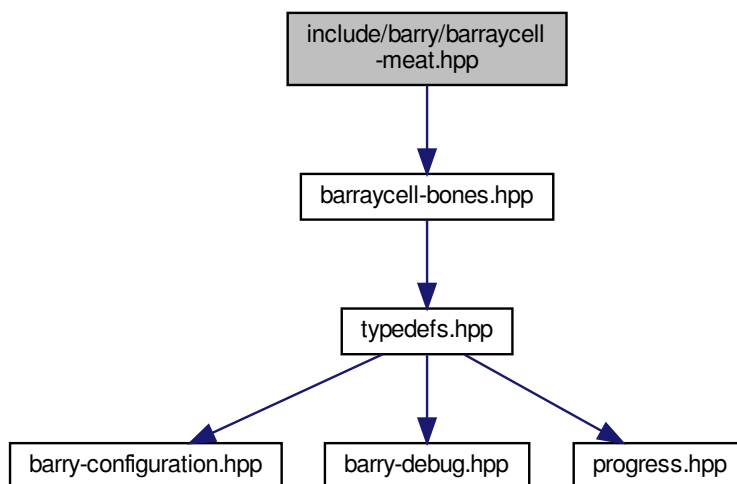 include/barry/barraycell
-meat.hpp
barraycell-bones.hpp
typedefs.hpp
barry-configuration.hpp
barry-debug.hpp
progress.hpp